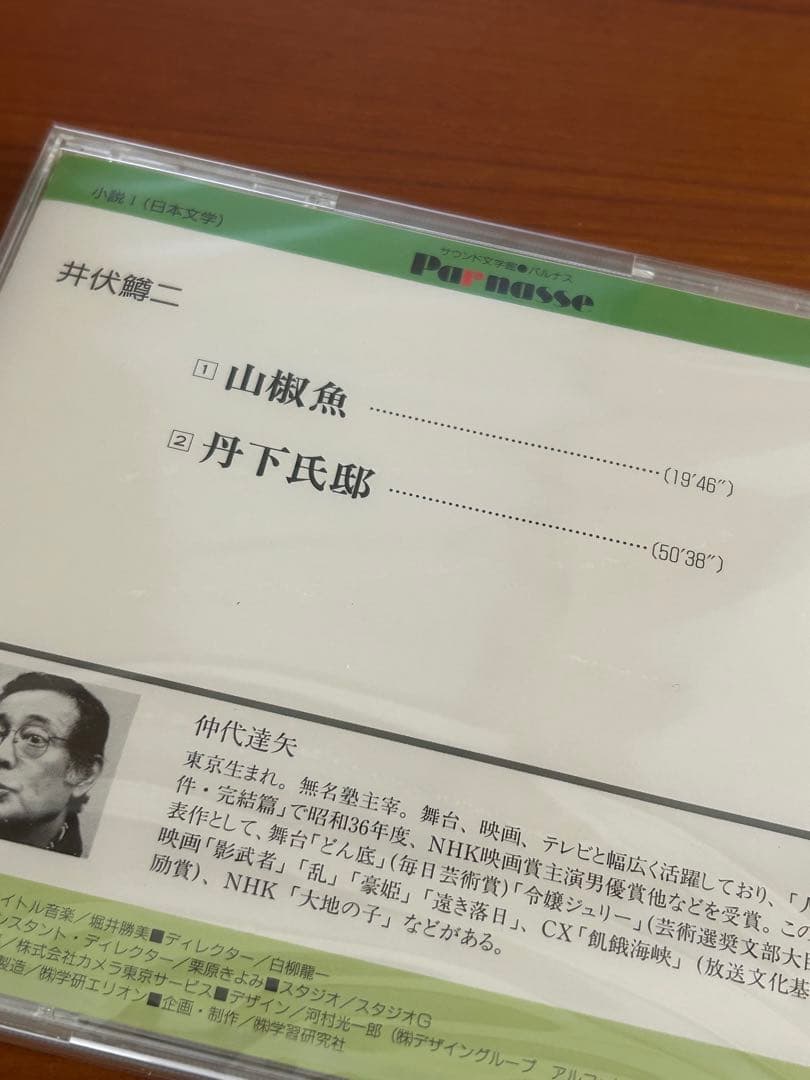 小説1(日本文学)
サウンド文学館●パルナス
Parnasse
井伏鱒二
1 山椒魚 ……………………………(19′46″)
2 丹下氏邸 …………………………(50′38″)
仲代達矢
東京生まれ。無名塾主宰。舞台、映画、テレビと幅広く活躍しており、「人
件・完結篇」で昭和36年度、NHK映画賞主演男優賞他などを受賞。この
表作として、舞台「どん底」(毎日芸術賞)「令嬢ジュリー」(芸術選奨文部大臣
映画「影武者」「乱」「豪姫」「遠き落日」、CX「飢餓海峡」(放送文化基
励賞)、NHK「大地の子」などがある。
イトル音楽/堀井勝美■ディレクター/白柳龍一
シスタント・ディレクター/栗原きよみ■スタジオ/スタジオG
/株式会社カメラ東京サービス■デザイン/河村光一郎(㈱デザイングループ アルファ
製造/㈱学研エリオン■企画・制作/㈱学習研究社